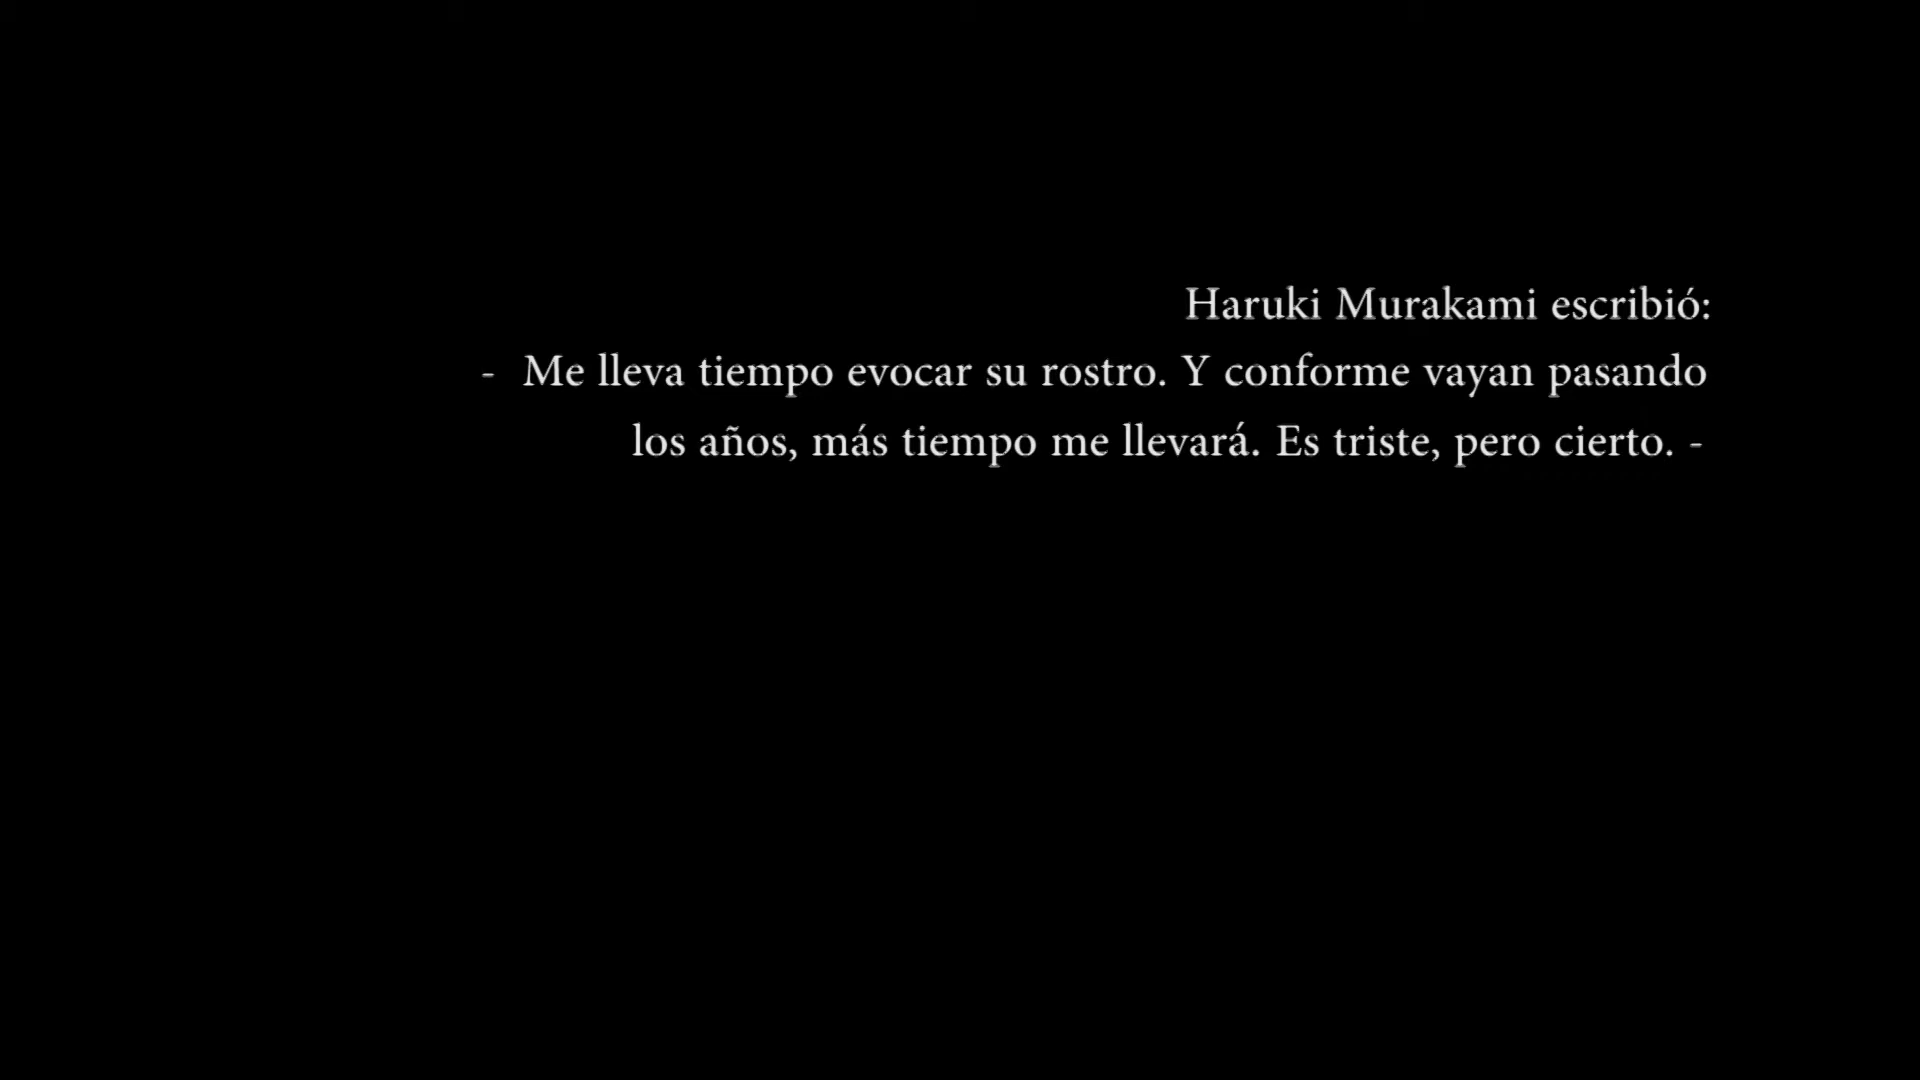 Haruki Murakami escribió:
- Me lleva tiempo evocar su rostro. Y conforme vayan pasando
los años, más tiempo me llevará. Es triste, pero cierto. -